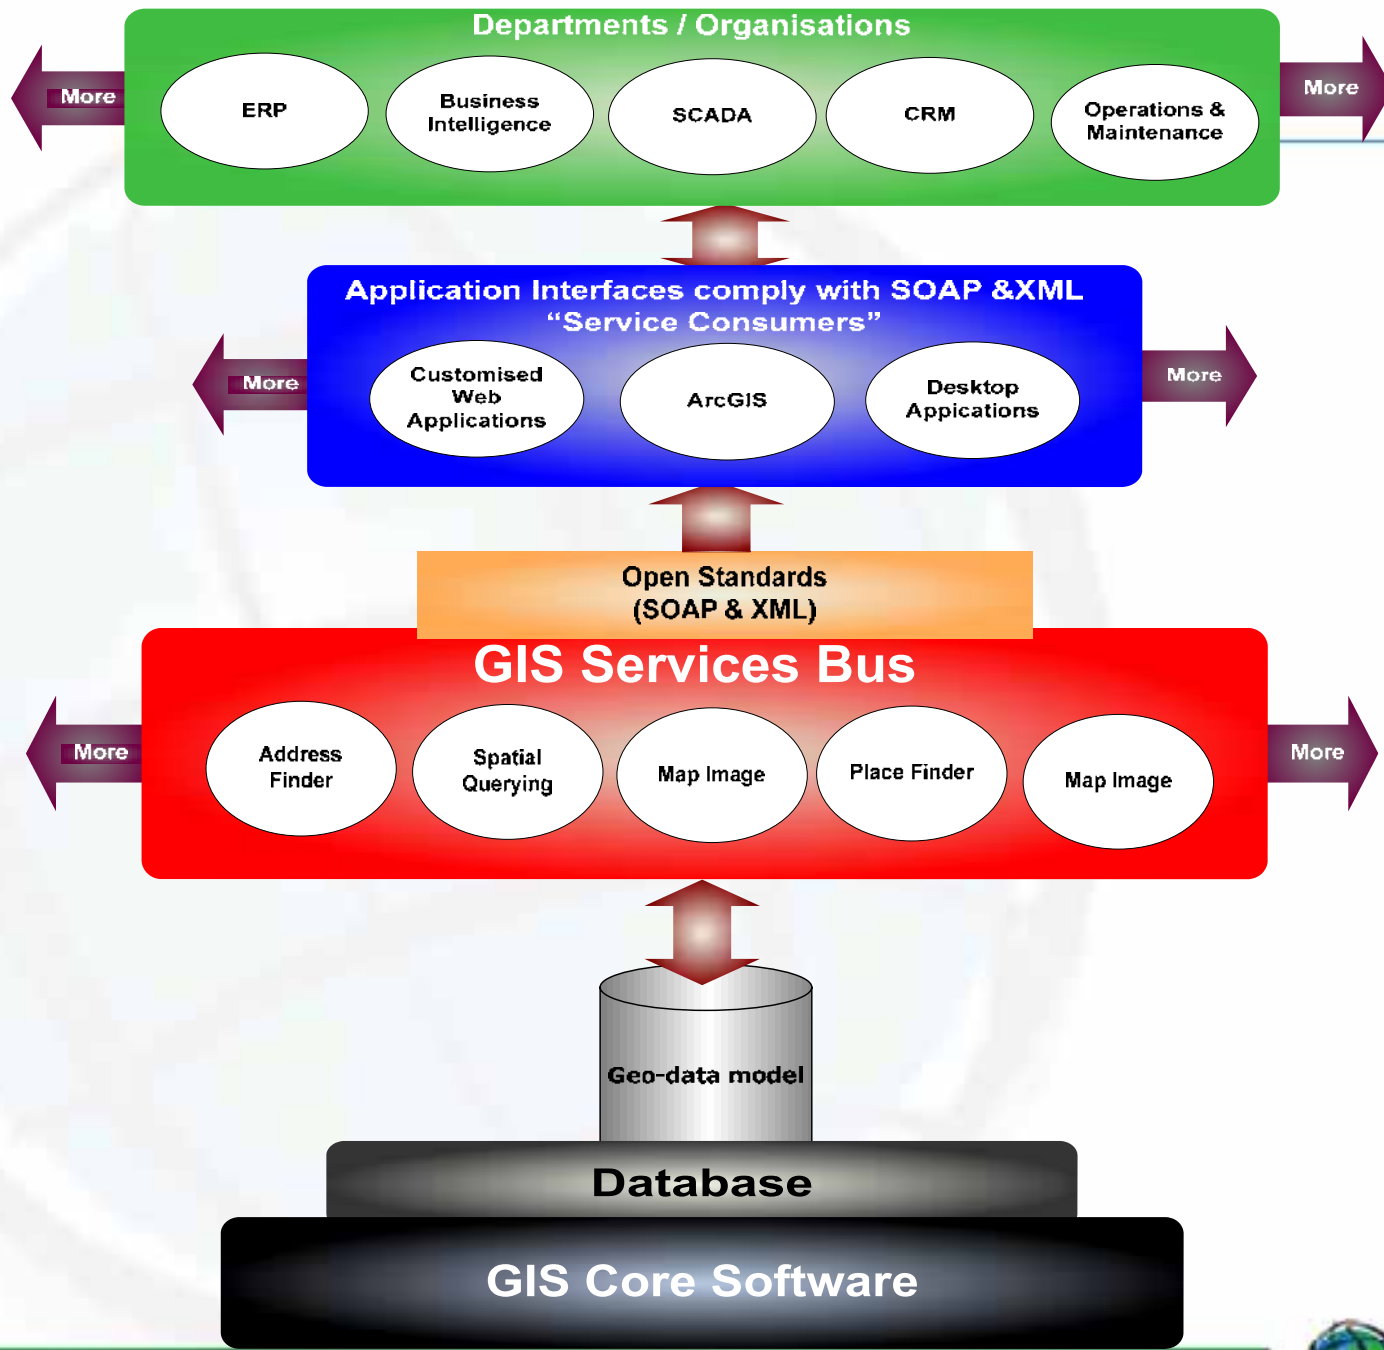 Departments / Organisations
More
ERP
Business
Intelligence
SCADA
CRM
Operations &
Maintenance
More
Application Interfaces comply with SOAP &XML
“Service Consumers”
More
Customised
Web
Applications
ArcGIS
Desktop
Appications
More
Open Standards
(SOAP & XML)
GIS Services Bus
More
Address
Finder
Spatial
Querying
Map Image
Place Finder
Map Image
More
Geo-data model
Database
GIS Core Software